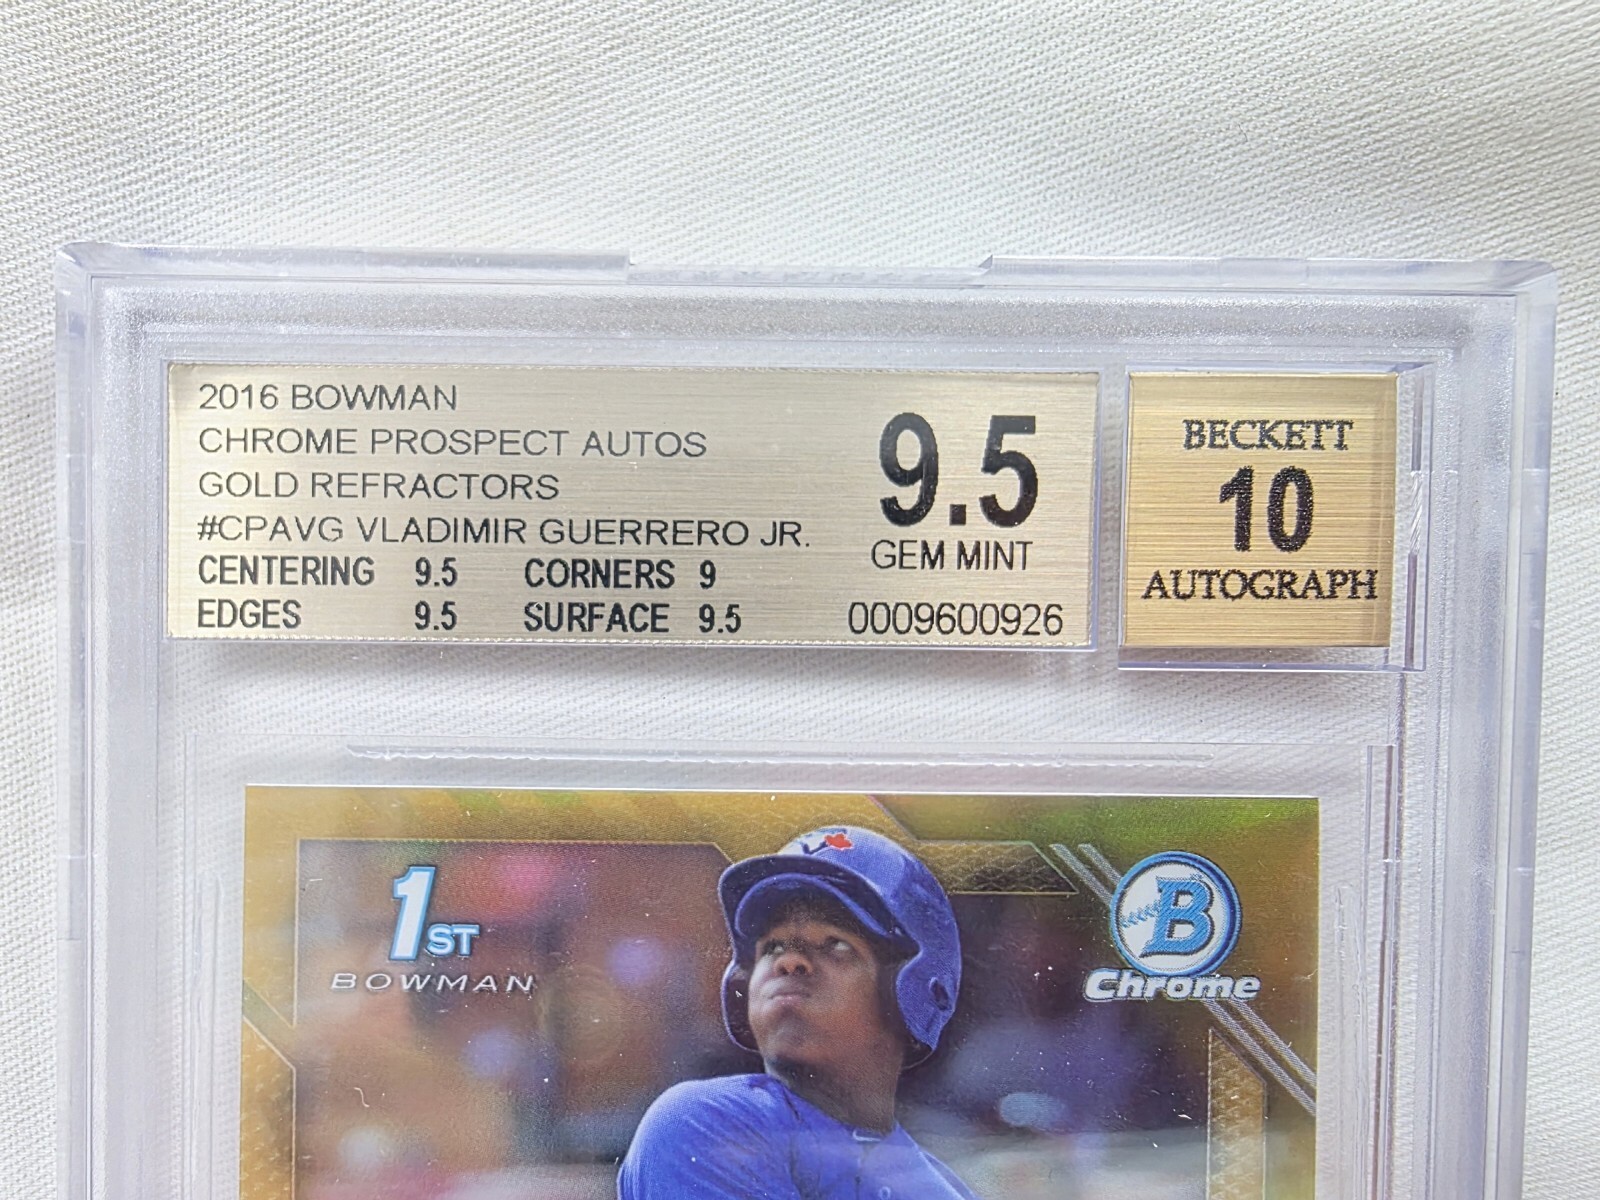 2016 BOWMAN
CHROME PROSPECT AUTOS
GOLD REFRACTORS
#CPAVG VLADIMIR GUERRERO JR.
CENTERING 9.5 CORNERS 9
EDGES 9.5 SURFACE 9.5
9.5
GEM MINT
0009600926
BECKETT
10
AUTOGRAPH
1ST
BOWMAN
B
Chrome